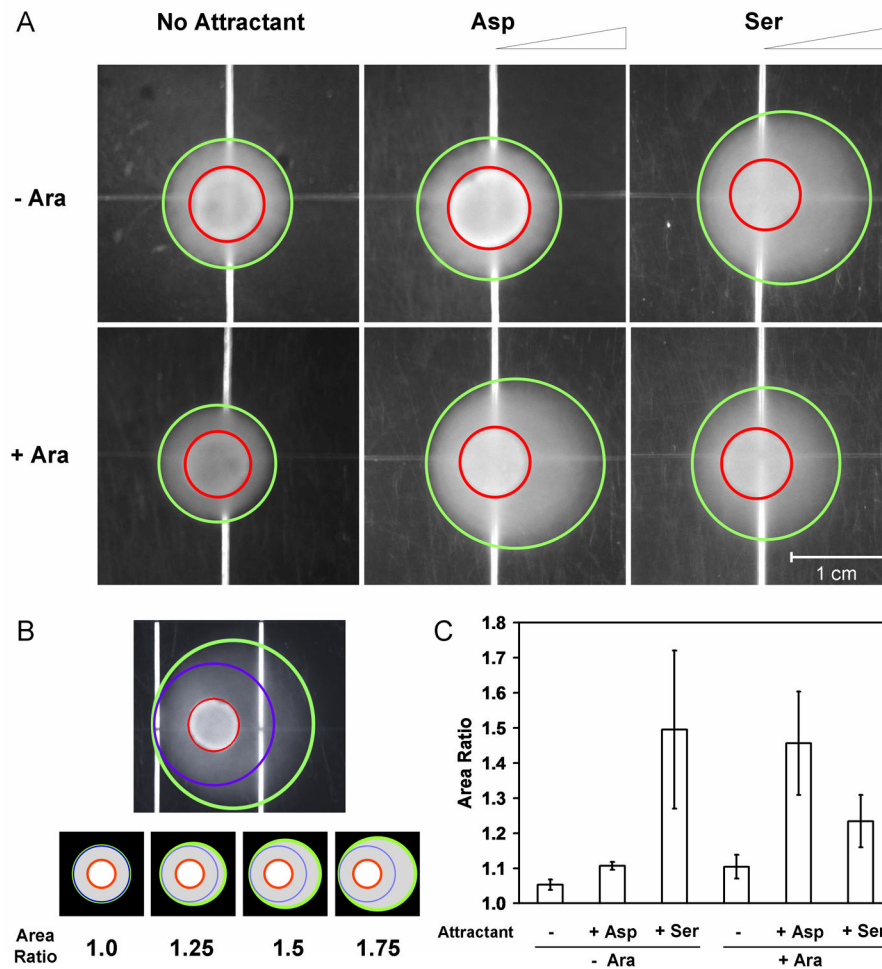 A
No Attractant
Asp
Ser
- Ara
+ Ara
1 cm
B
Area Ratio
1.0
1.25
1.5
1.75
C
Area Ratio
1.8
1.7
1.6
1.5
1.4
1.3
1.2
1.1
1.0
Attractant
- + Asp + Ser - + Asp + Ser
- Ara + Ara